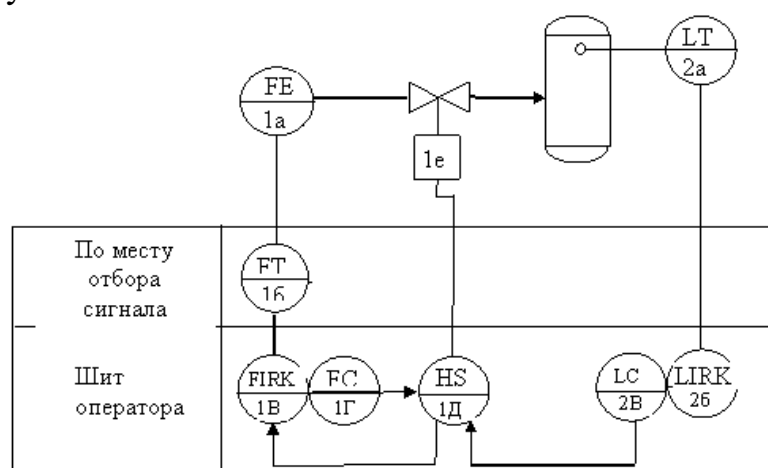 у
LT
2а
FE
1а
1е
По месту
отбора
сигнала
FT
1б
Шит
оператора
FIRK
1В
FC
1Г
HS
1Д
LC
2В
LIRK
2б